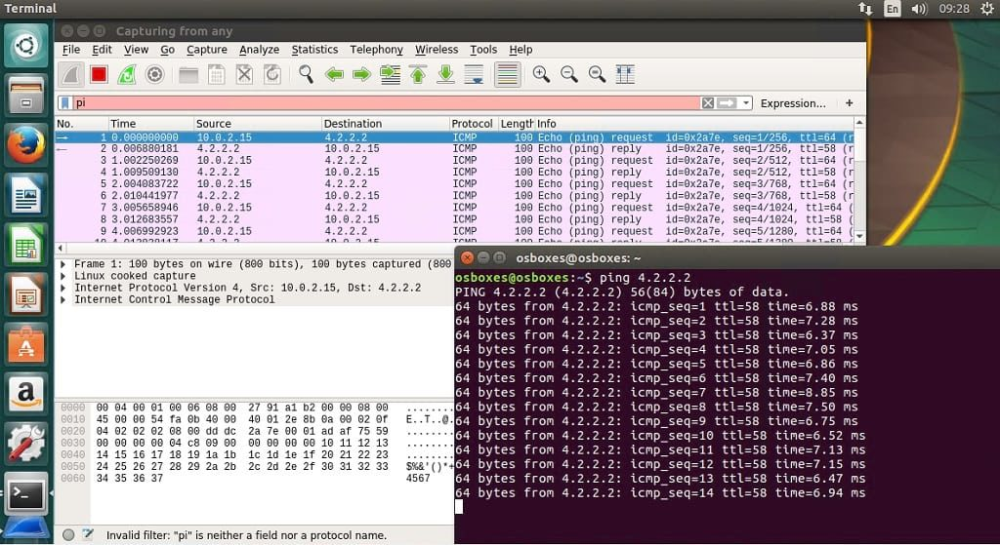 Terminal
En
09:28
Capturing from any
File Edit View Go Capture Analyze Statistics Telephony Wireless Tools Help
pi
Expression...
+
No. Time Source Destination Protocol Length Info
1 0.000000000 10.0.2.15 4.2.2.2 ICMP 100 Echo (ping) request id=0x2a7e, seq=1/256, ttl=64 (r
2 0.006880181 4.2.2.2 10.0.2.15 ICMP 100 Echo (ping) reply id=0x2a7e, seq=1/256, ttl=58 (r
3 1.002250269 10.0.2.15 4.2.2.2 ICMP 100 Echo (ping) request id=0x2a7e, seq=2/512, ttl=64 (r
4 1.009509130 4.2.2.2 10.0.2.15 ICMP 100 Echo (ping) reply id=0x2a7e, seq=2/512, ttl=58 (r
5 2.004083722 10.0.2.15 4.2.2.2 ICMP 100 Echo (ping) request id=0x2a7e, seq=3/768, ttl=64 (r
6 2.010441977 4.2.2.2 10.0.2.15 ICMP 100 Echo (ping) reply id=0x2a7e, seq=3/768, ttl=58 (r
7 3.005658946 10.0.2.15 4.2.2.2 ICMP 100 Echo (ping) request id=0x2a7e, seq=4/1024, ttl=64 (
8 3.012683557 4.2.2.2 10.0.2.15 ICMP 100 Echo (ping) reply id=0x2a7e, seq=4/1024, ttl=58 (
9 4.006992923 10.0.2.15 4.2.2.2 ICMP 100 Echo (ping) request id=0x2a7e, seq=5/1280, ttl=64 (
Frame 1: 100 bytes on wire (800 bits), 100 bytes captured (800
Linux cooked capture
Internet Protocol Version 4, Src: 10.0.2.15, Dst: 4.2.2.2
Internet Control Message Protocol
osboxes@osboxes: ~
osboxes@osboxes:~$ ping 4.2.2.2
PING 4.2.2.2 (4.2.2.2) 56(84) bytes of data.
64 bytes from 4.2.2.2: icmp_seq=1 ttl=58 time=6.88 ms
64 bytes from 4.2.2.2: icmp_seq=2 ttl=58 time=7.28 ms
64 bytes from 4.2.2.2: icmp_seq=3 ttl=58 time=6.37 ms
64 bytes from 4.2.2.2: icmp_seq=4 ttl=58 time=7.05 ms
64 bytes from 4.2.2.2: icmp_seq=5 ttl=58 time=6.86 ms
64 bytes from 4.2.2.2: icmp_seq=6 ttl=58 time=7.40 ms
64 bytes from 4.2.2.2: icmp_seq=7 ttl=58 time=8.85 ms
64 bytes from 4.2.2.2: icmp_seq=8 ttl=58 time=7.50 ms
64 bytes from 4.2.2.2: icmp_seq=9 ttl=58 time=6.75 ms
64 bytes from 4.2.2.2: icmp_seq=10 ttl=58 time=6.52 ms
64 bytes from 4.2.2.2: icmp_seq=11 ttl=58 time=7.13 ms
64 bytes from 4.2.2.2: icmp_seq=12 ttl=58 time=7.15 ms
64 bytes from 4.2.2.2: icmp_seq=13 ttl=58 time=6.47 ms
64 bytes from 4.2.2.2: icmp_seq=14 ttl=58 time=6.94 ms
0000 00 04 00 01 00 06 08 00 27 91 a1 b2 00 00 08 00 ........
0010 45 00 00 54 fa 0b 40 00 40 01 2e 8b 0a 00 02 0f E..T..@.
0020 04 02 02 02 08 00 dd dc 2a 7e 00 01 ad af 75 59 ........
0030 00 00 00 00 04 c8 09 00 00 00 00 00 10 11 12 13 ........
0040 14 15 16 17 18 19 1a 1b 1c 1d 1e 1f 20 21 22 23 ........
0050 24 25 26 27 28 29 2a 2b 2c 2d 2e 2f 30 31 32 33 $%&'()*+
0060 34 35 36 37 4567
Invalid filter: "pi" is neither a field nor a protocol name.